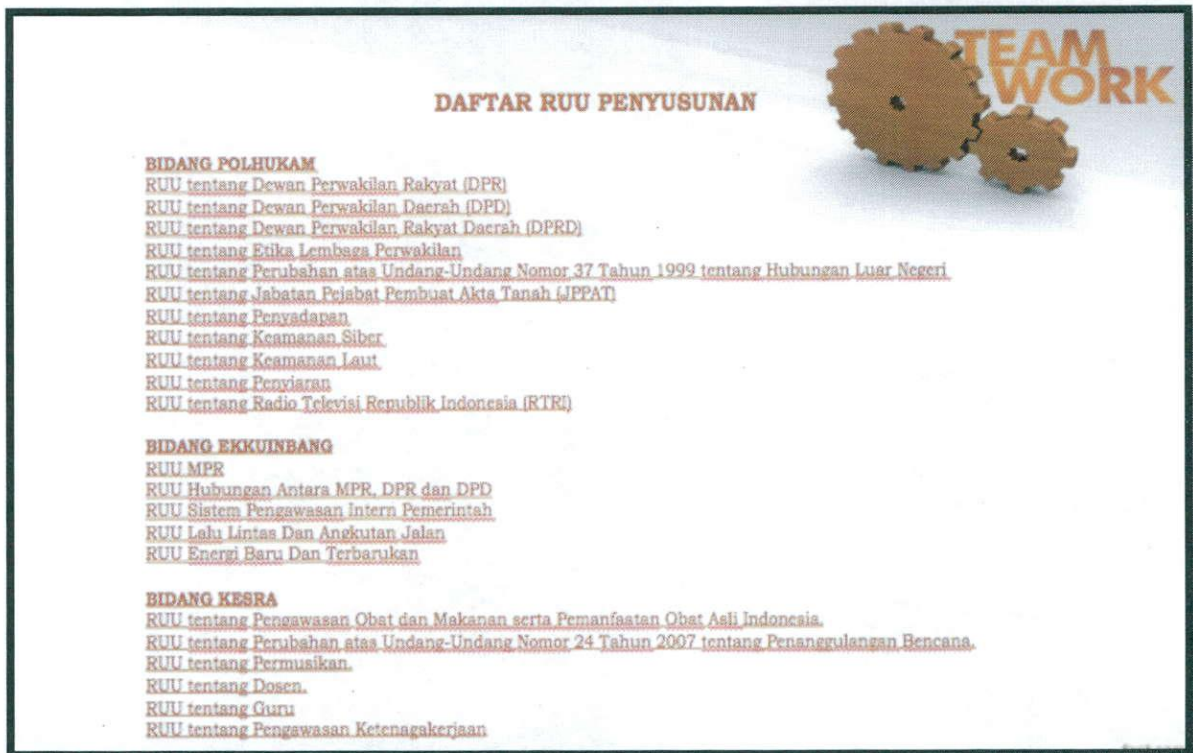 TEAM
WORK
DAFTAR RUU PENYUSUNAN
BIDANG POLHUKAM
RUU tentang Dewan Perwakilan Rakyat (DPR)
RUU tentang Dewan Perwakilan Daerah (DPD)
RUU tentang Dewan Perwakilan Rakyat Daerah (DPRD)
RUU tentang Etika Lembaga Perwakilan
RUU tentang Perubahan atas Undang-Undang Nomor 37 Tahun 1999 tentang Hubungan Luar Negeri
RUU tentang Jabatan Pejabat Pembuat Akta Tanah (JPPAT)
RUU tentang Penyadapan
RUU tentang Keamanan Siber
RUU tentang Keamanan Laut
RUU tentang Penyiaran
RUU tentang Radio Televisi Republik Indonesia (RTRI)
BIDANG EKKUINBANG
RUU MPR
RUU Hubungan Antara MPR, DPR dan DPD
RUU Sistem Pengawasan Intern Pemerintah
RUU Lalu Lintas Dan Angkutan Jalan
RUU Energi Baru Dan Terbarukan
BIDANG KESRA
RUU tentang Pengawasan Obat dan Makanan serta Pemanfaatan Obat Asli Indonesia.
RUU tentang Perubahan atas Undang-Undang Nomor 24 Tahun 2007 tentang Penanggulangan Bencana.
RUU tentang Permusikan.
RUU tentang Dosen.
RUU tentang Guru
RUU tentang Pengawasan Ketenagakerjaan